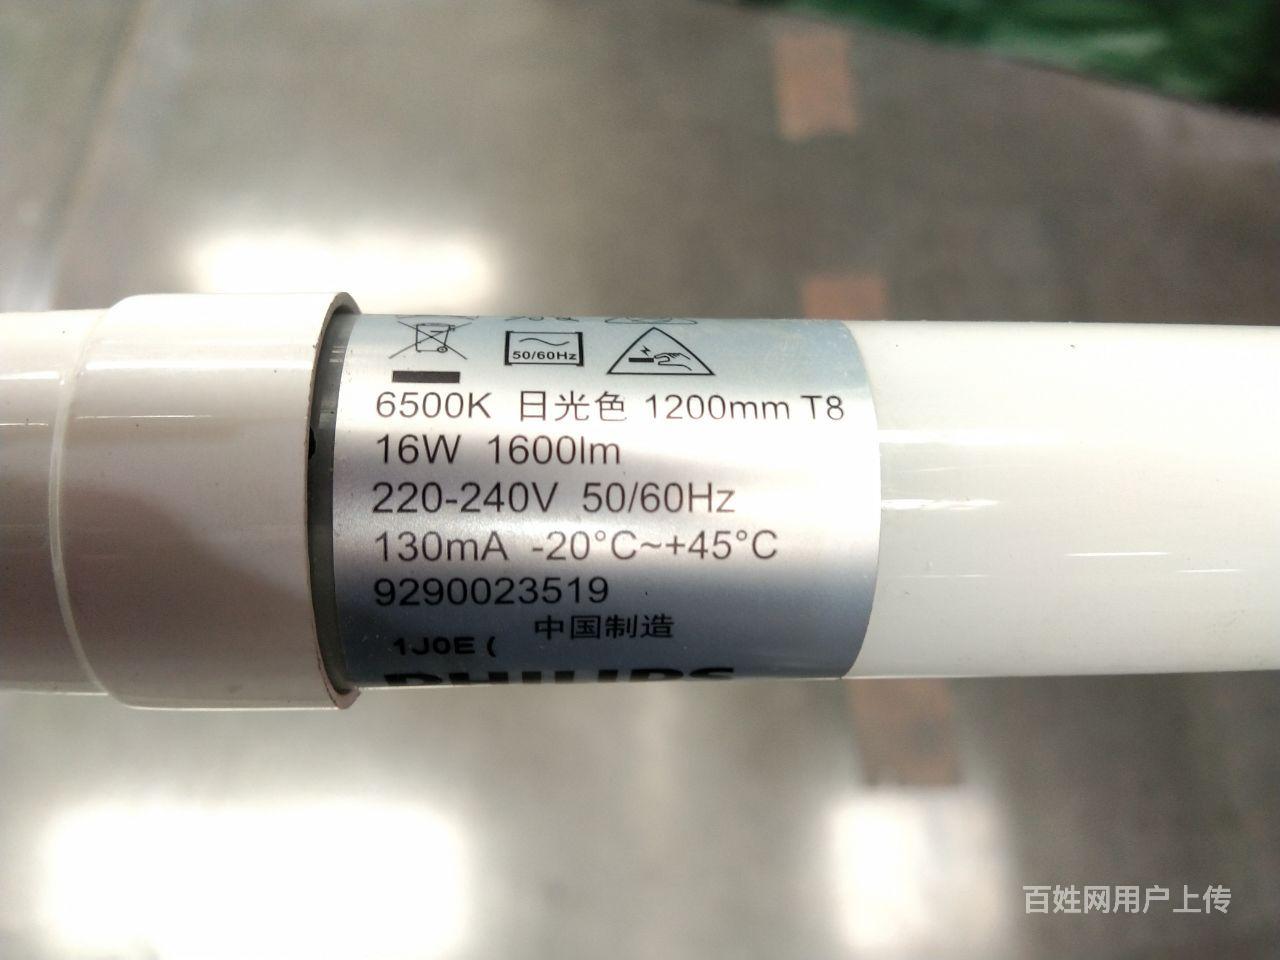 50/60Hz
6500K 日光色 1200mm T8
16W 1600lm
220-240V 50/60Hz
130mA -20°C~+45°C
9290023519
中国制造
1J0E (
PHILIPS
百姓网用户上传